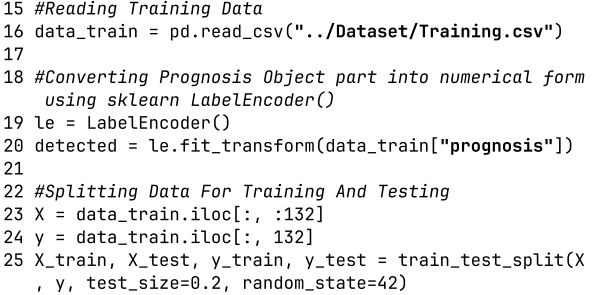 15 #Reading Training Data
16 data_train = pd.read_csv("../Dataset/Training.csv")
17
18 #Converting Prognosis Object part into numerical form
using sklearn LabelEncoder()
19 le = LabelEncoder()
20 detected = le.fit_transform(data_train["prognosis"])
21
22 #Splitting Data For Training And Testing
23 X = data_train.iloc[:, :132]
24 y = data_train.iloc[:, 132]
25 X_train, X_test, y_train, y_test = train_test_split(X
, y, test_size=0.2, random_state=42)